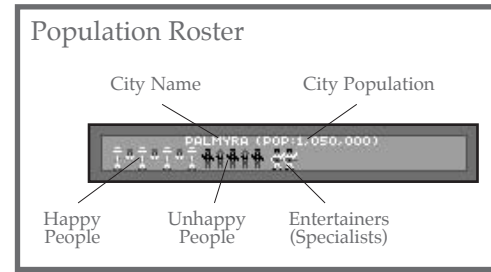 Population Roster
City Name
City Population
PALMYRA (POP:1,050,000)
Happy
People
Unhappy
People
Entertainers
(Specialists)